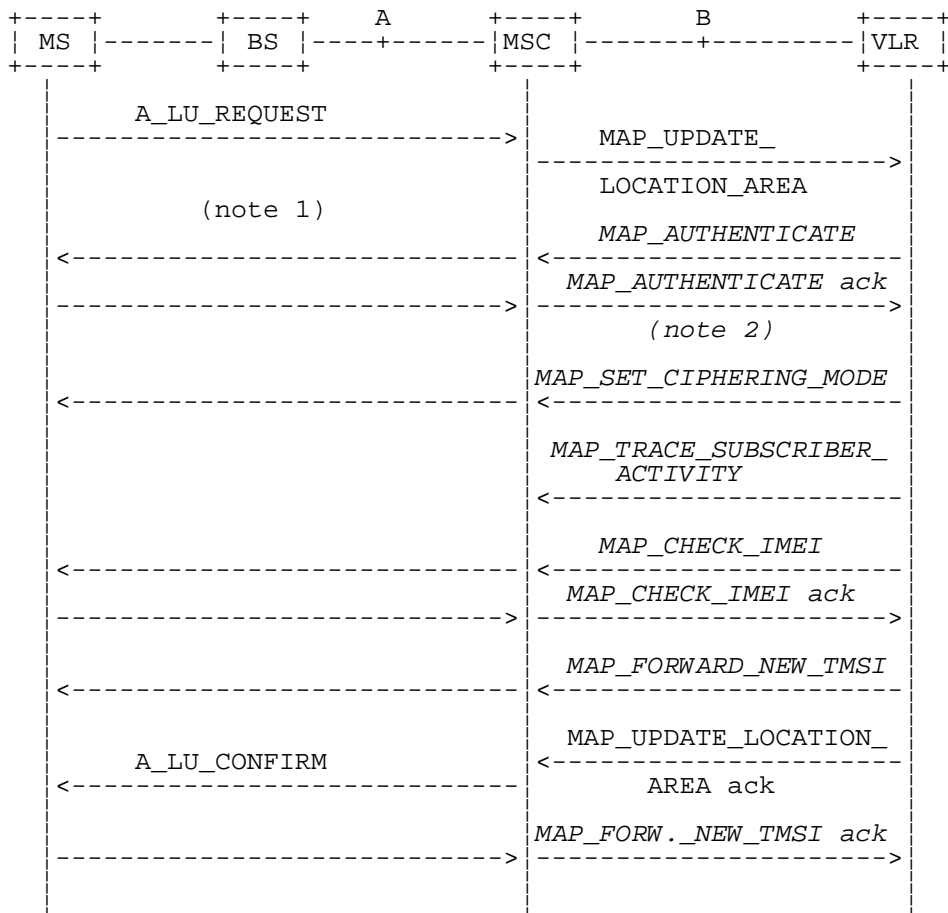 A B
MS BS MSC VLR
A_LU_REQUEST
MAP_UPDATE_
LOCATION_AREA
(note 1)
MAP_AUTHENTICATE
MAP_AUTHENTICATE ack
(note 2)
MAP_SET_CIPHERING_MODE
MAP_TRACE_SUBSCRIBER_
ACTIVITY
MAP_CHECK_IMEI
MAP_CHECK_IMEI ack
MAP_FORWARD_NEW_TMSI
MAP_UPDATE_LOCATION_
A_LU_CONFIRM
AREA ack
MAP_FORW._NEW_TMSI ack